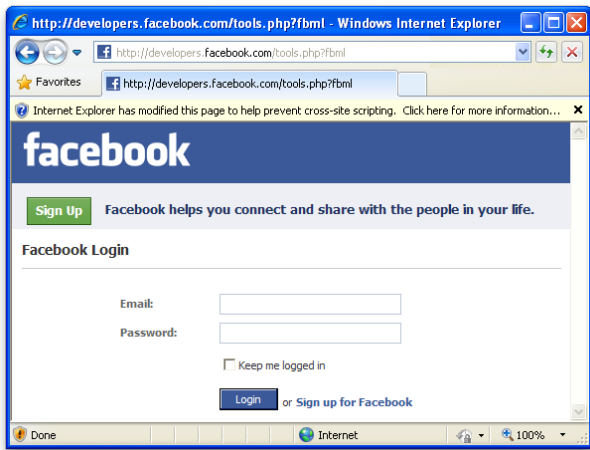 http://developers.facebook.com/tools.php?fbml - Windows Internet Explorer
http://developers.facebook.com/tools.php?fbml
Favorites
http://developers.facebook.com/tools.php?fbml
Internet Explorer has modified this page to help prevent cross-site scripting. Click here for more information...
facebook
Sign Up Facebook helps you connect and share with the people in your life.
Facebook Login
Email:
Password:
Keep me logged in
Login or Sign up for Facebook
Done Internet 100%